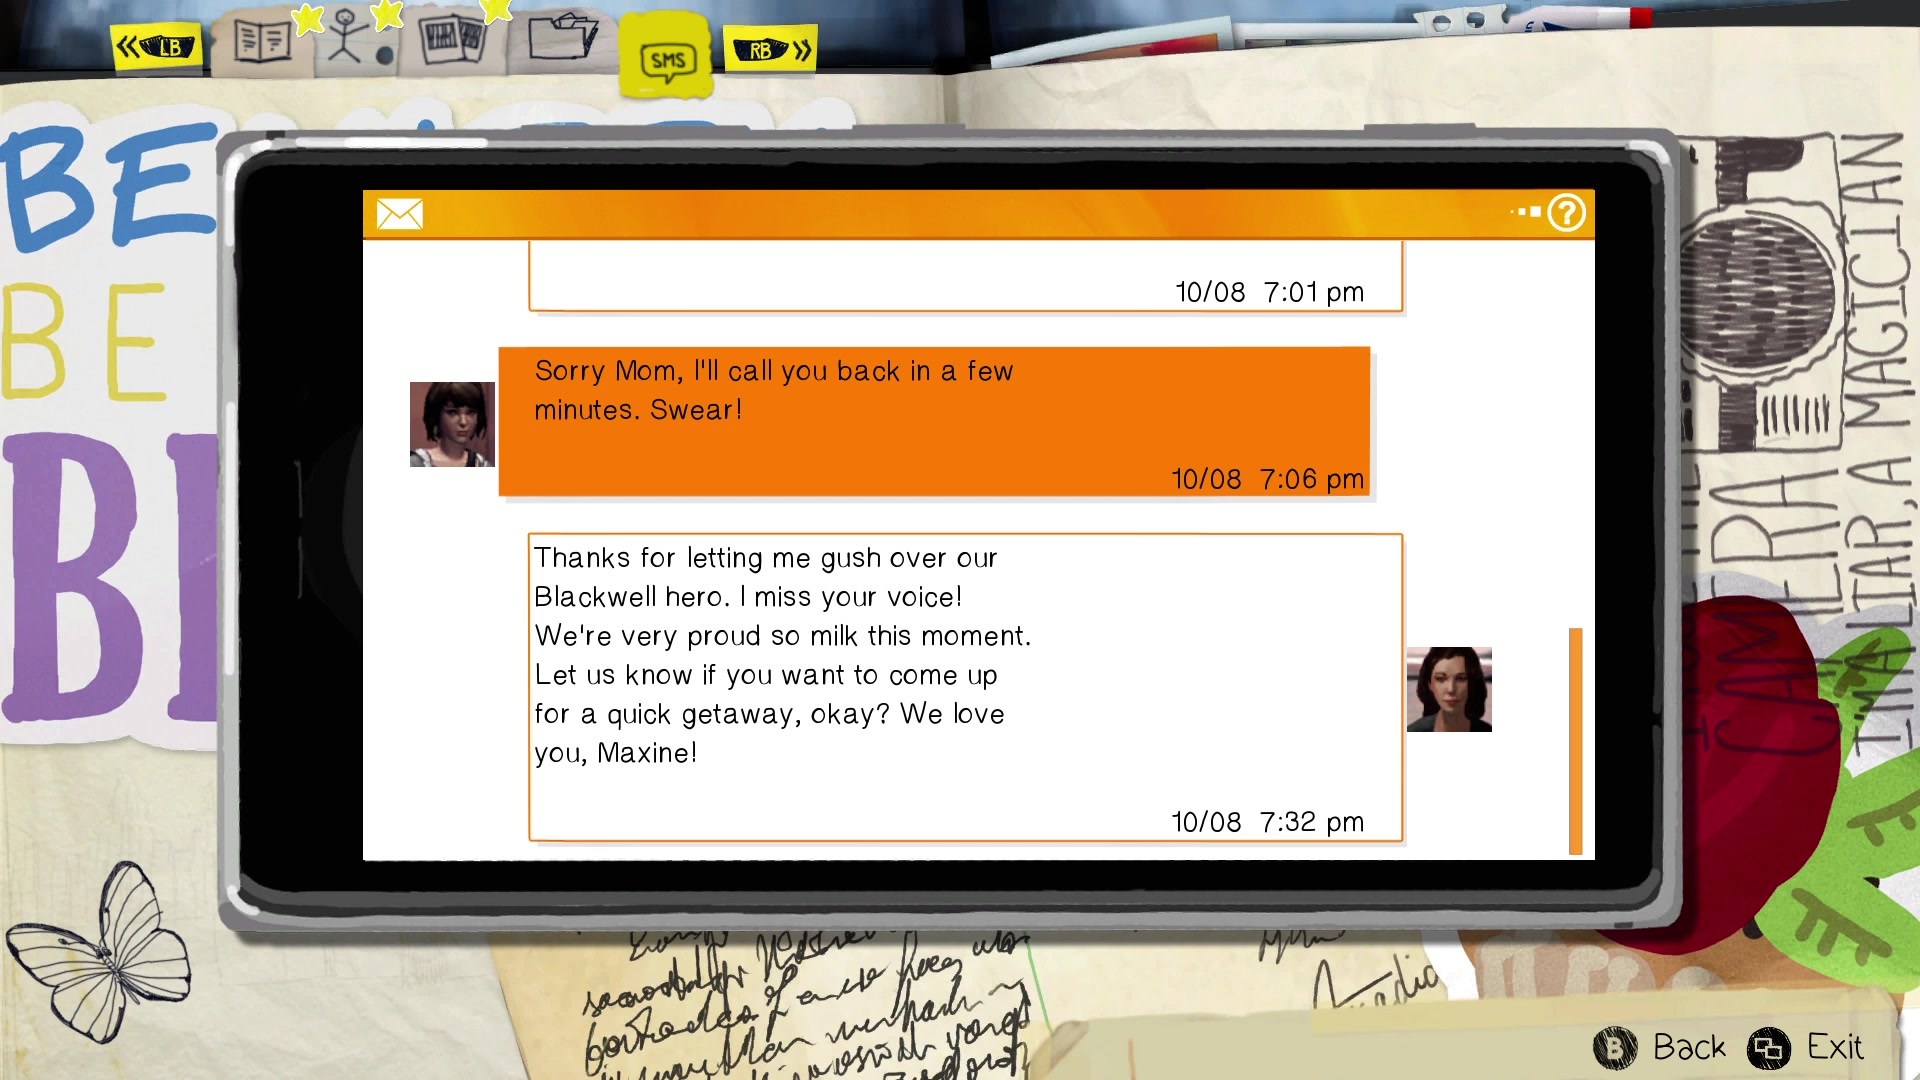 LB
SMS
RB
BE
BE
10/08 7:01 pm
Sorry Mom, I'll call you back in a few
minutes. Swear!
10/08 7:06 pm
Thanks for letting me gush over our
Blackwell hero. I miss your voice!
We're very proud so milk this moment.
Let us know if you want to come up
for a quick getaway, okay? We love
you, Maxine!
10/08 7:32 pm
CAMERA
I'M A LIAR, A MAGICIAN
B Back
Exit